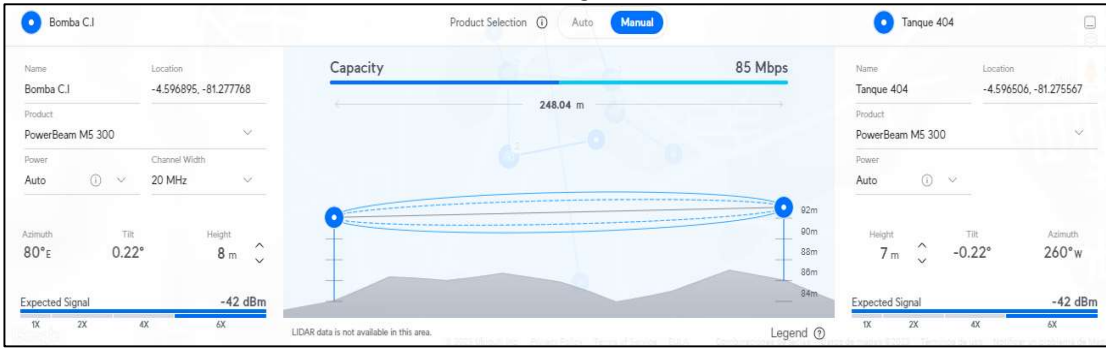 Bomba C.I
Product Selection ⓘ Auto Manual
Tanque 404
Name Location
Bomba C.I -4.596895, -81.277768
Product
PowerBeam M5 300
Power Channel Width
Auto ⓘ 20 MHz
Azimuth Tilt Height
80°E 0.22° 8 m
Expected Signal -42 dBm
1X 2X 4X 6X
Capacity 85 Mbps
248.04 m
92m
90m
88m
86m
84m
LIDAR data is not available in this area.
Legend
Name Location
Tanque 404 -4.596506, -81.275567
Product
PowerBeam M5 300
Power
Auto ⓘ
Height Tilt Azimuth
7 m -0.22° 260°W
Expected Signal -42 dBm
1X 2X 4X 6X